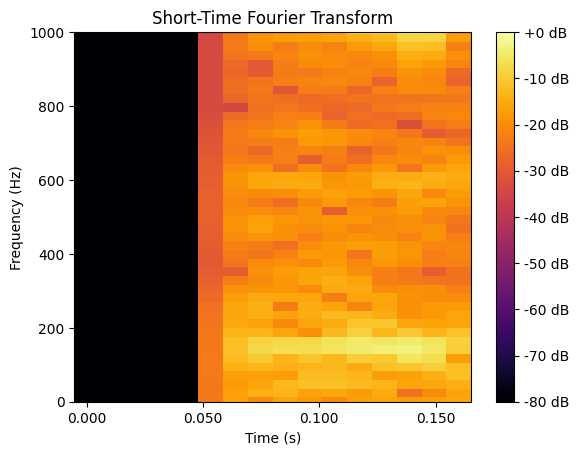 Short-Time Fourier Transform
Frequency (Hz)
1000
800
600
400
200
0
0.000
0.050
0.100
0.150
Time (s)
+0 dB
-10 dB
-20 dB
-30 dB
-40 dB
-50 dB
-60 dB
-70 dB
-80 dB